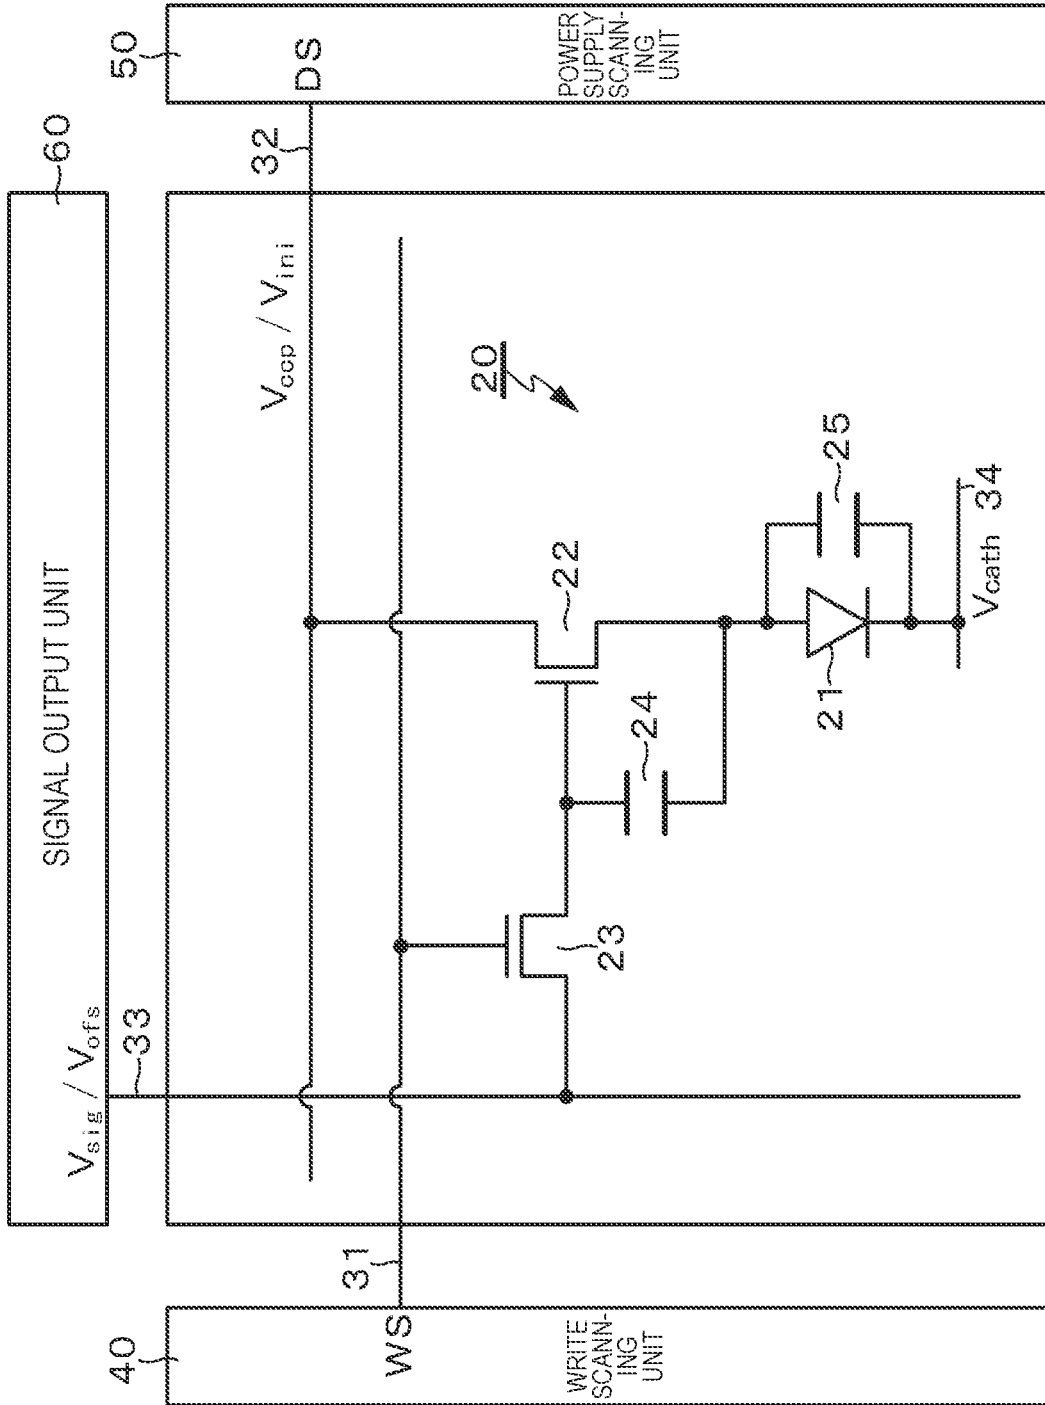 60
SIGNAL OUTPUT UNIT
Vsig / Vofs
33
40
WS
31
WRITE
SCANN-
ING
UNIT
50
DS
32
POWER
SUPPLY
SCANN-
ING
UNIT
Vccp / Vini
20
22
23
24
25
21
Vcath
34